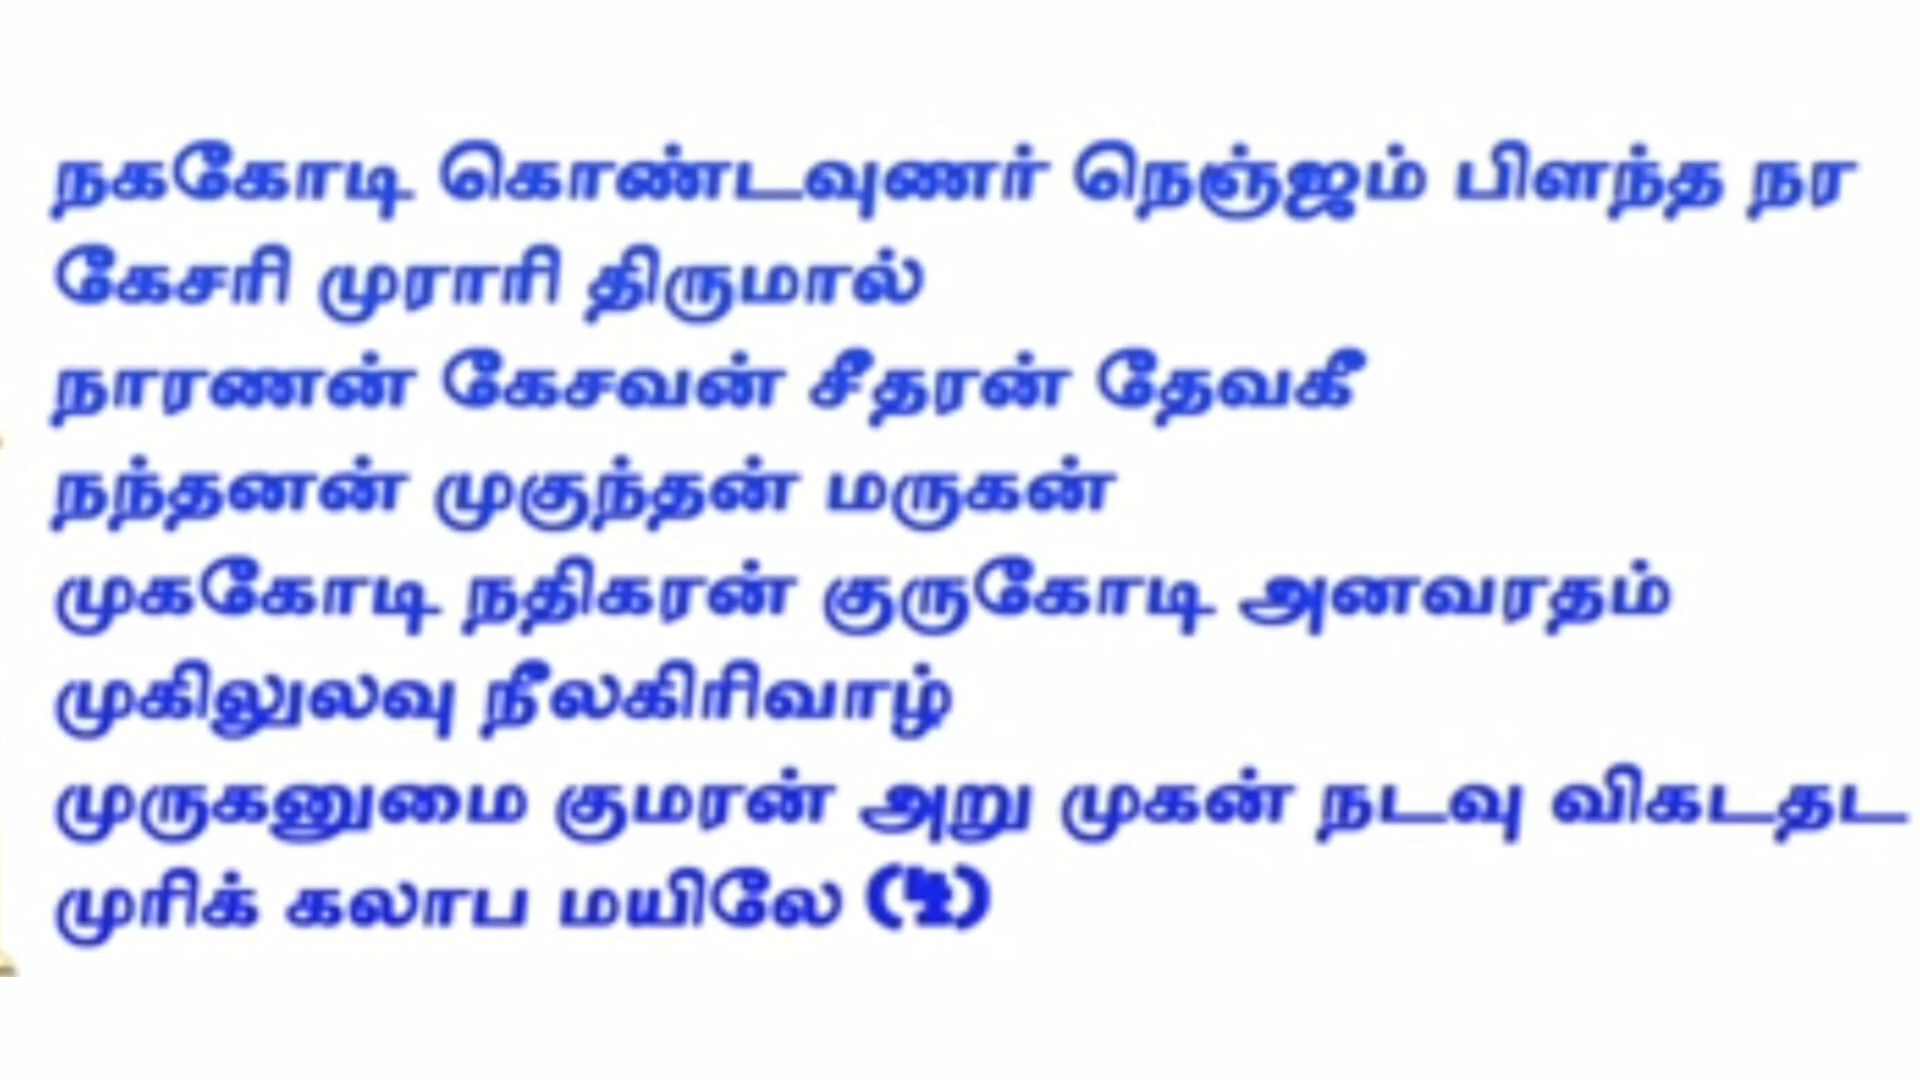 நககோடி கொண்டவுணர் நெஞ்ஜம் பிளந்த நர
கேசரி முராரி திருமால்
நாரணன் கேசவன் சீதரன் தேவகீ
நந்தனன் முகுந்தன் மருகன்
முககோடி நதிகரன் குருகோடி அனவரதம்
முகிலுலவு நீலகிரிவாழ்
முருகனுமை குமரன் அறு முகன் நடவு விகடதட
முரிக் கலாப மயிலே